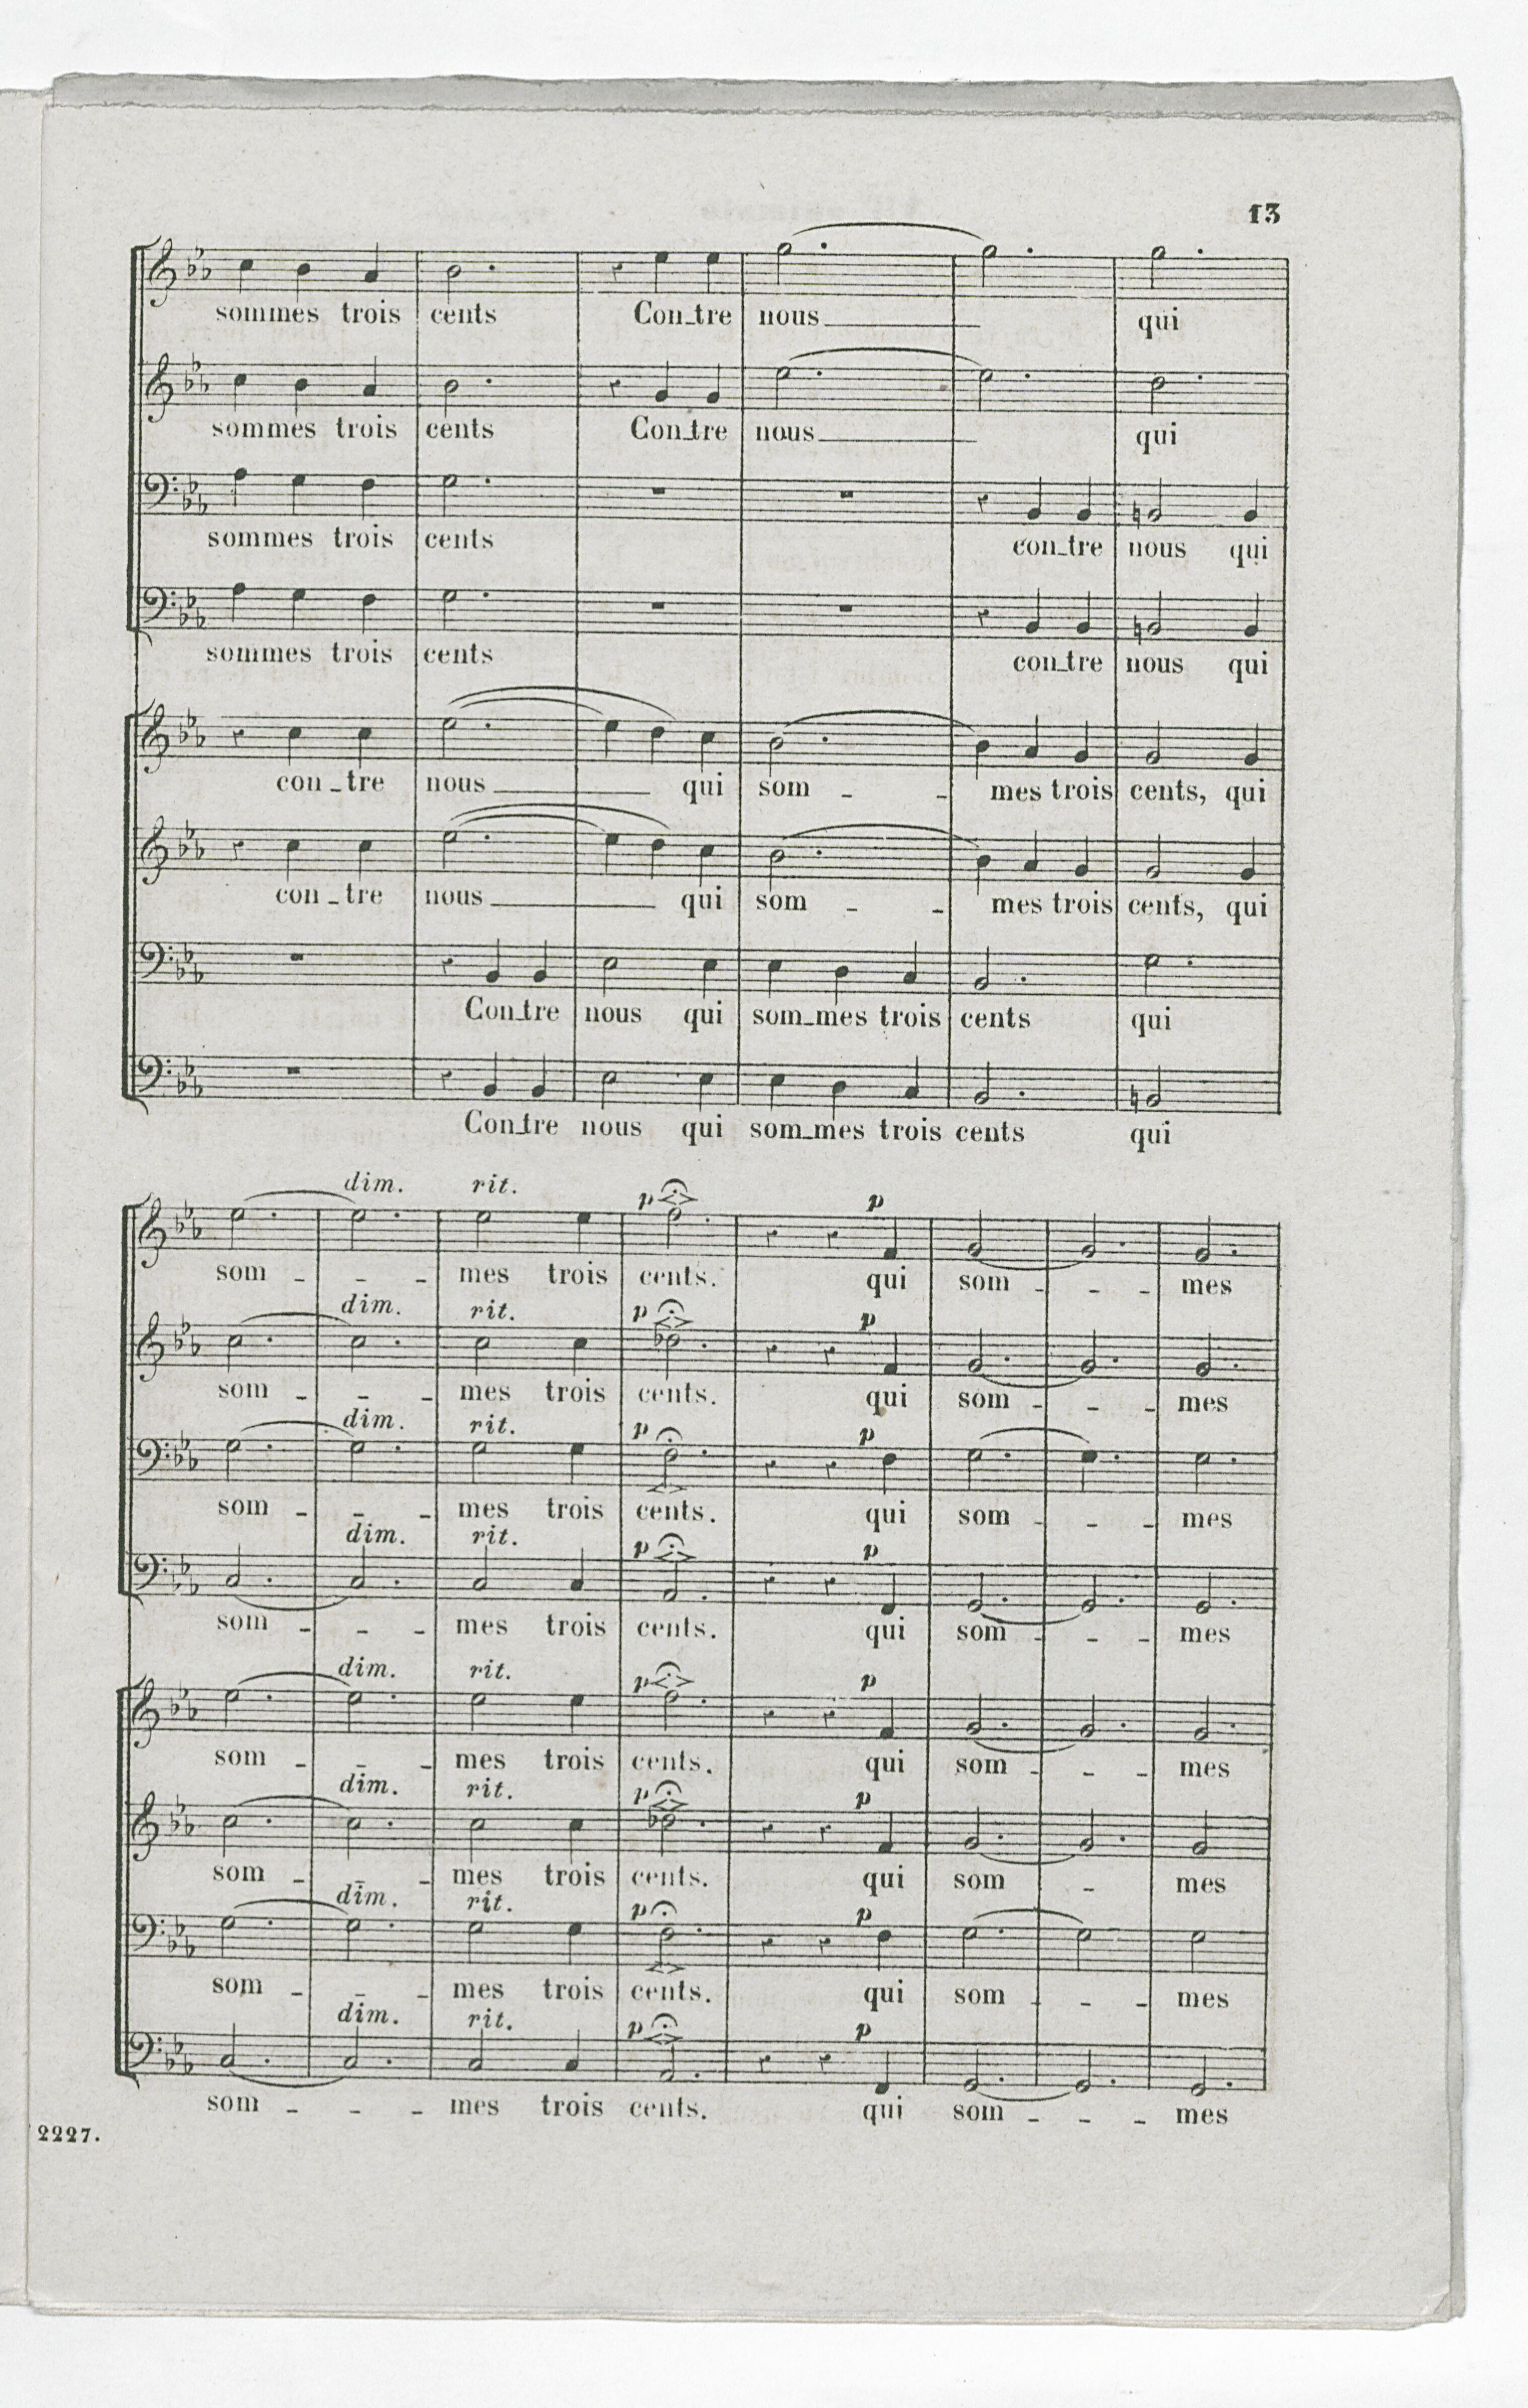 13
sommes trois cents Con_tre nous qui
sommes trois cents Con_tre nous qui
sommes trois cents con_tre nous qui
sommes trois cents con_tre nous qui
con_tre nous qui som - - mes trois cents, qui
con_tre nous qui som - - mes trois cents, qui
Con_tre nous qui som_mes trois cents qui
Con_tre nous qui som_mes trois cents qui
dim. rit. p p
som - - - mes trois cents. qui som - - - mes
dim. rit. p p
som - - - mes trois cents. qui som - - - mes
dim. rit. p p
som - - - mes trois cents. qui som - - - mes
dim. rit. p p
som - - - mes trois cents. qui som - - - mes
dim. rit. p p
som - - - mes trois cents. qui som - - - mes
dim. rit. p p
som - - - mes trois cents. qui som - mes
dim. rit. p p
som - - - mes trois cents. qui som - - - mes
dim. rit. p p
som - - - mes trois cents. qui som - - - mes
2227.